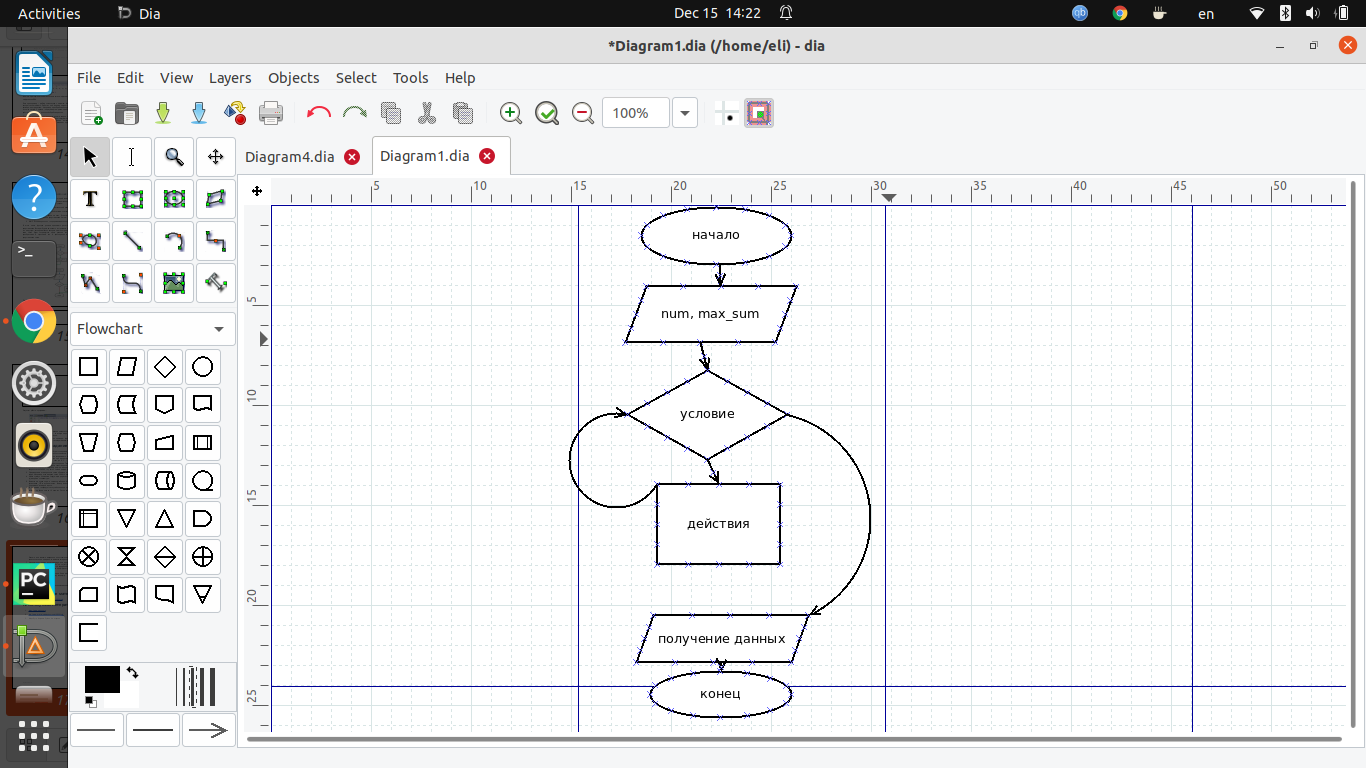 Activities
Dia
Dec 15 14:22
en
*Diagram1.dia (/home/eli) - dia
File Edit View Layers Objects Select Tools Help
100%
Diagram4.dia
Diagram1.dia
5 10 15 20 25 30 35 40 45 50
5
10
15
20
25
T
Flowchart
начало
num, max_sum
условие
действия
получение данных
конец
PC
qb